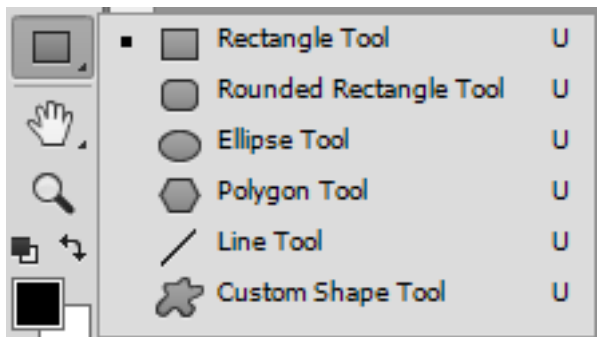 Rectangle Tool U
Rounded Rectangle Tool U
Ellipse Tool U
Polygon Tool U
Line Tool U
Custom Shape Tool U